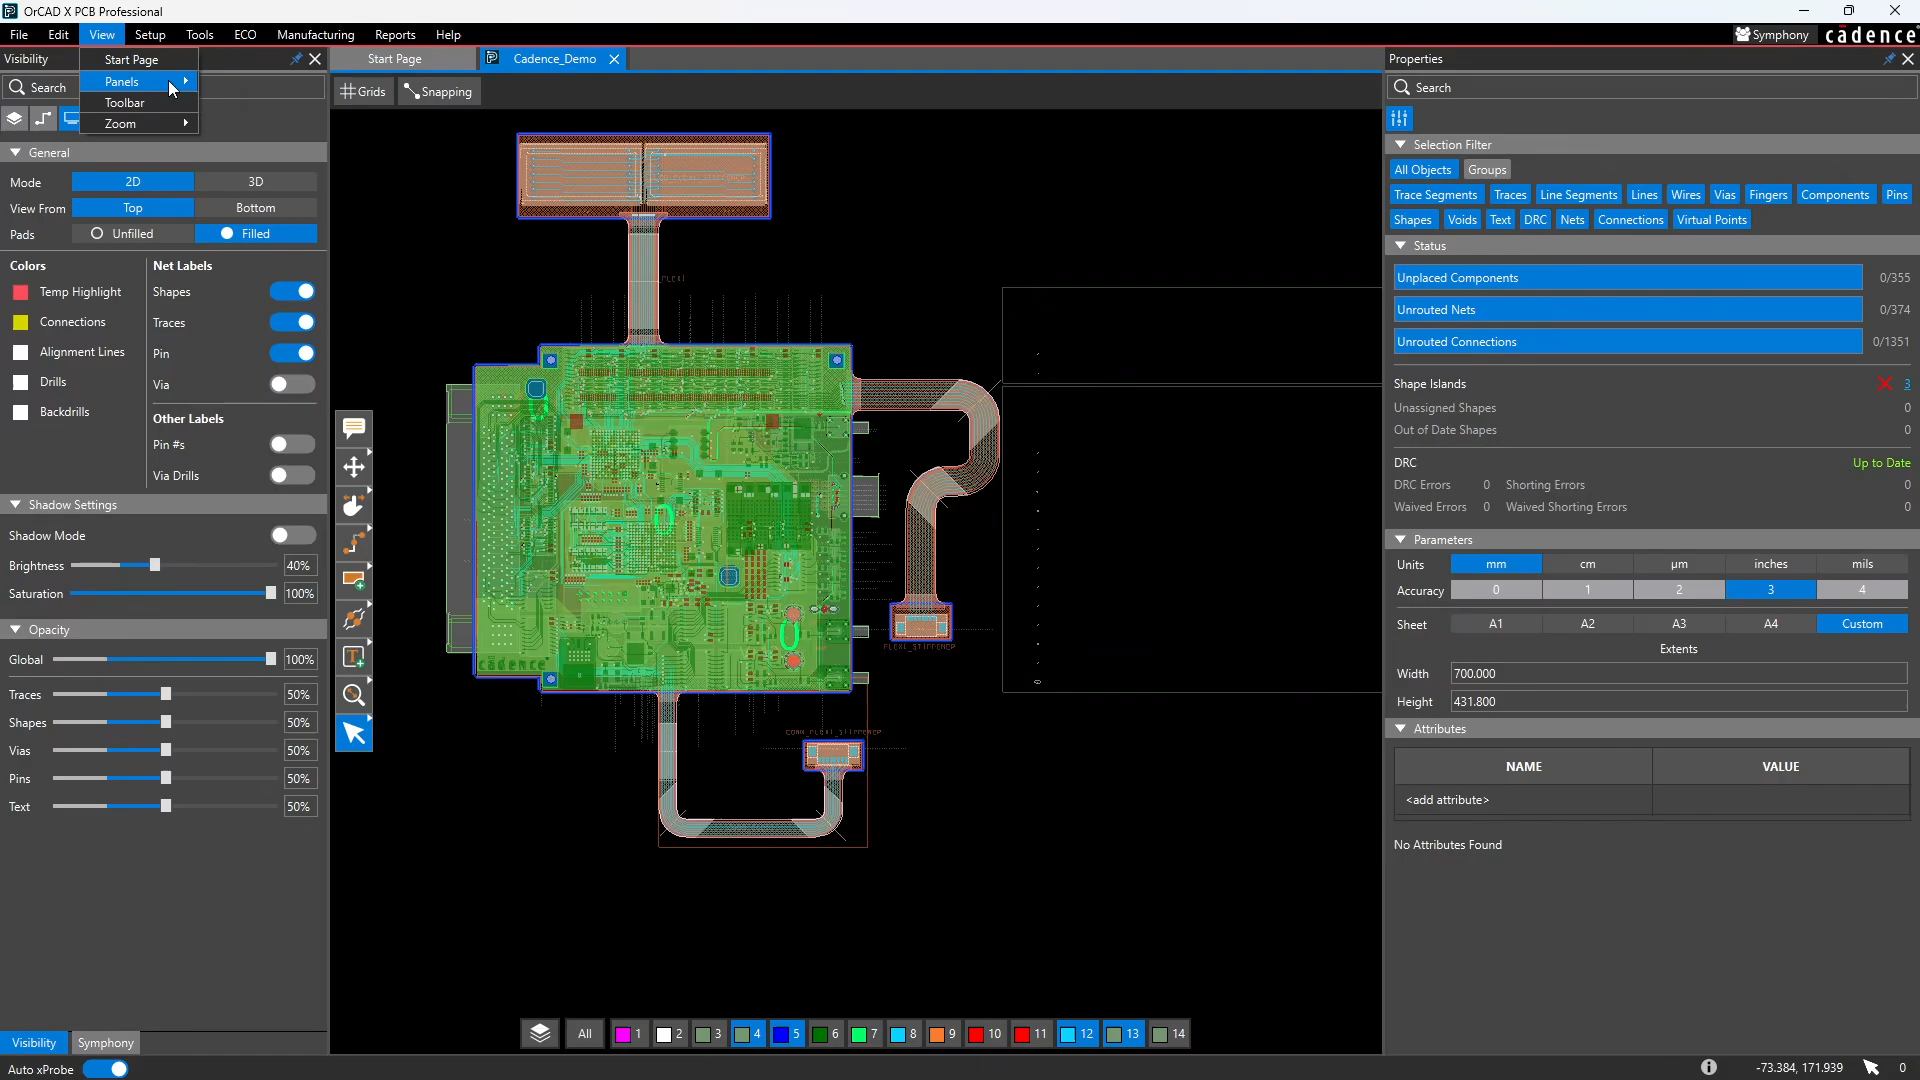 OrCAD X PCB Professional
File Edit View Setup Tools ECO Manufacturing Reports Help
Symphony cadence
Visibility
Start Page
Panels
Toolbar
Zoom
Search
General
Mode 2D 3D
View From Top Bottom
Pads Unfilled Filled
Colors
Temp Highlight
Connections
Alignment Lines
Drills
Backdrills
Net Labels
Shapes
Traces
Pin
Via
Other Labels
Pin #s
Via Drills
Shadow Settings
Shadow Mode
Brightness 40%
Saturation 100%
Opacity
Global 100%
Traces 50%
Shapes 50%
Vias 50%
Pins 50%
Text 50%
Visibility Symphony
Auto xProbe
Start Page Cadence_Demo
Grids Snapping
cadence
FLEX1_STIFFENER
CONN_FLEX1_STIFFENER
All 1 2 3 4 5 6 7 8 9 10 11 12 13 14
Properties
Search
Selection Filter
All Objects Groups
Trace Segments Traces Line Segments Lines Wires Vias Fingers Components Pins
Shapes Voids Text DRC Nets Connections Virtual Points
Status
Unplaced Components 0/355
Unrouted Nets 0/374
Unrouted Connections 0/1351
Shape Islands 3
Unassigned Shapes 0
Out of Date Shapes 0
DRC Up to Date
DRC Errors 0 Shorting Errors 0
Waived Errors 0 Waived Shorting Errors 0
Parameters
Units mm cm µm inches mils
Accuracy 0 1 2 3 4
Sheet A1 A2 A3 A4 Custom
Extents
Width 700.000
Height 431.800
Attributes
NAME VALUE
<add attribute>
No Attributes Found
-73.384, 171.939 0